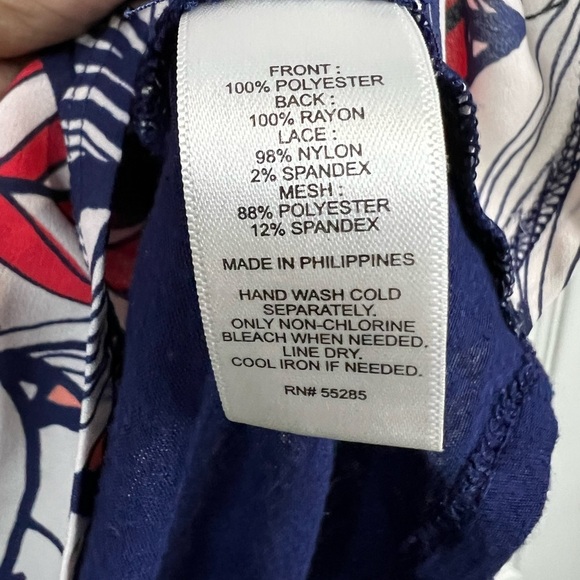 FRONT :
100% POLYESTER
BACK :
100% RAYON
LACE :
98% NYLON
2% SPANDEX
MESH :
88% POLYESTER
12% SPANDEX
MADE IN PHILIPPINES
HAND WASH COLD
SEPARATELY.
ONLY NON-CHLORINE
BLEACH WHEN NEEDED.
LINE DRY.
COOL IRON IF NEEDED.
RN# 55285